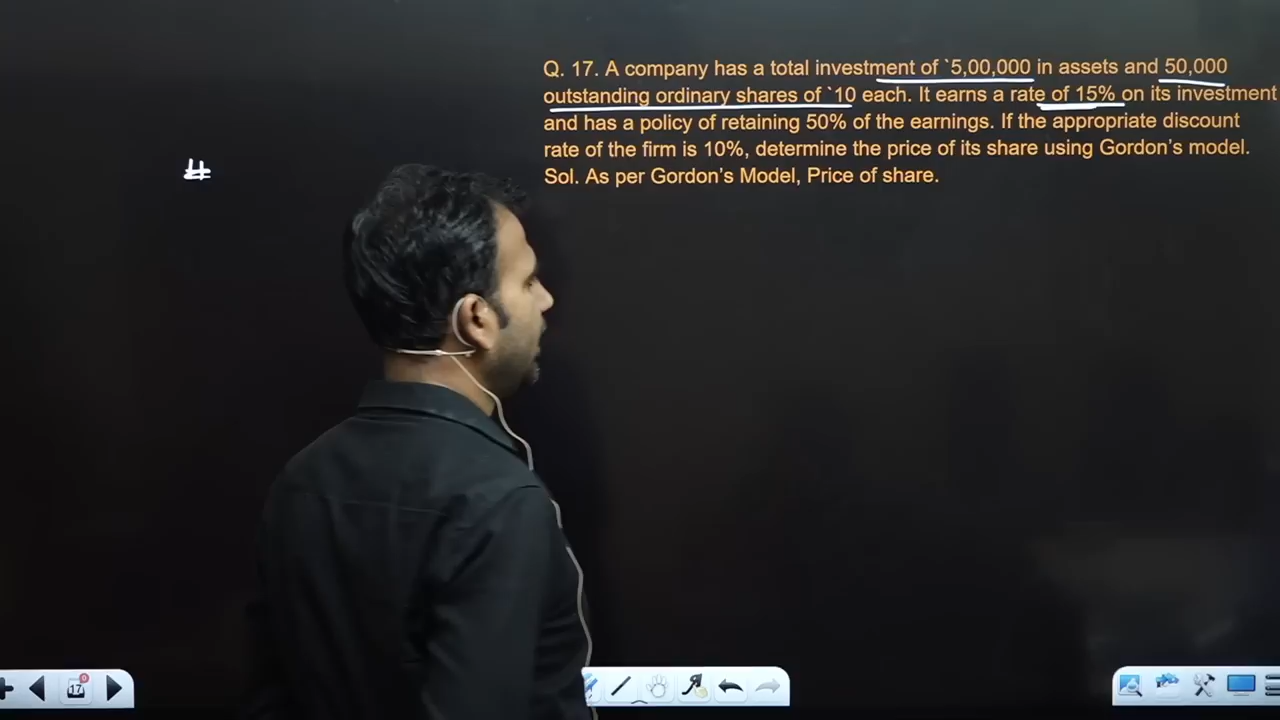 Q. 17. A company has a total investment of `5,00,000 in assets and 50,000
outstanding ordinary shares of `10 each. It earns a rate of 15% on its investment
and has a policy of retaining 50% of the earnings. If the appropriate discount
rate of the firm is 10%, determine the price of its share using Gordon's model.
Sol. As per Gordon's Model, Price of share.
#
17
0